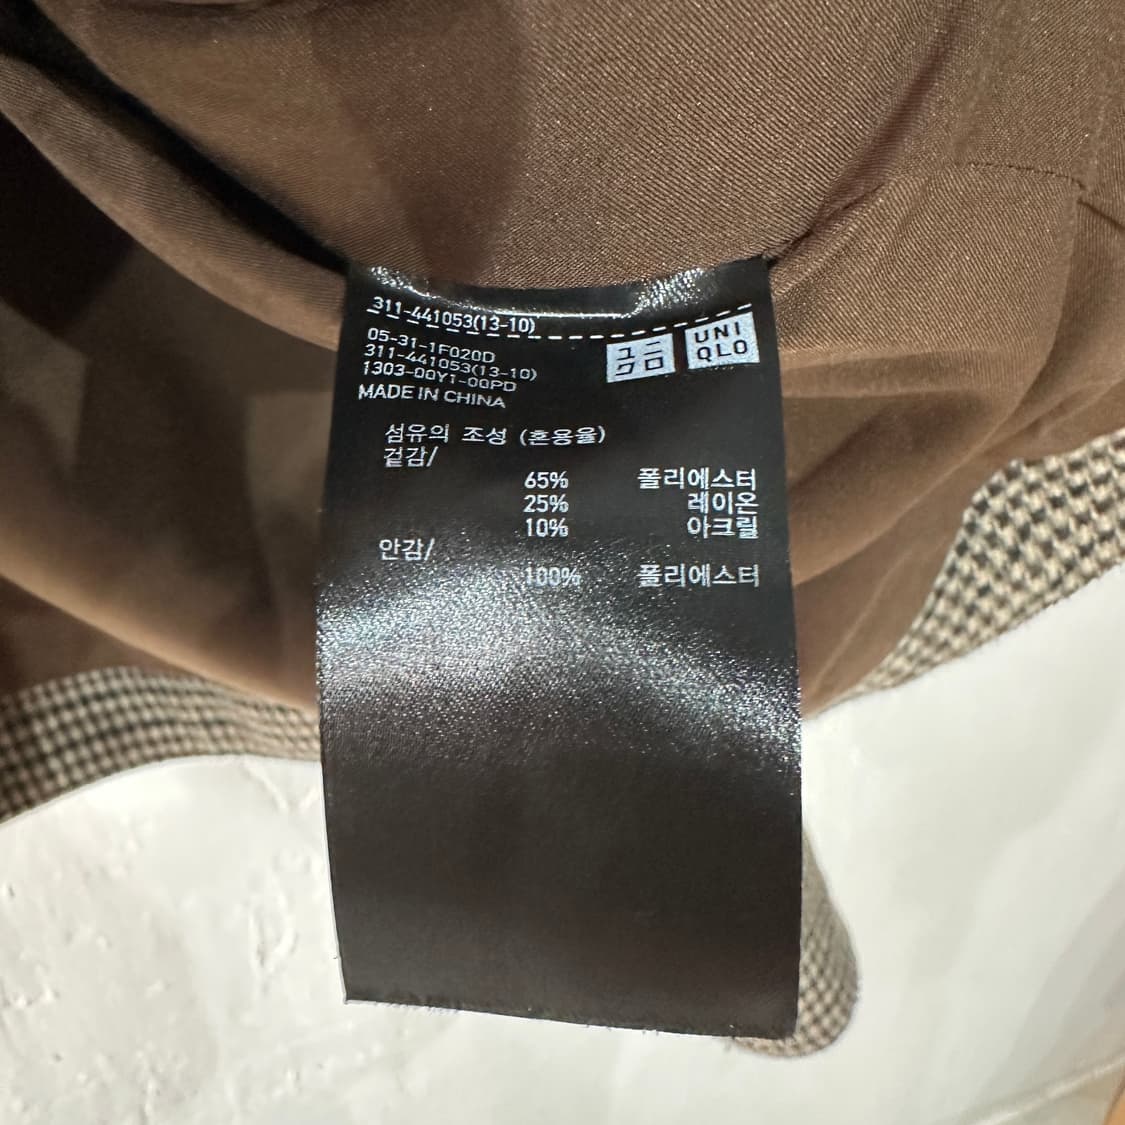 311-441053(13-10)
05-31-1F020D
311-441053(13-10)
1303-00Y1-00PD
MADE IN CHINA
ユニ
クロ
UNI
QLO
섬유의 조성 (혼용율)
겉감/
65% 폴리에스터
25% 레이온
10% 아크릴
안감/
100% 폴리에스터